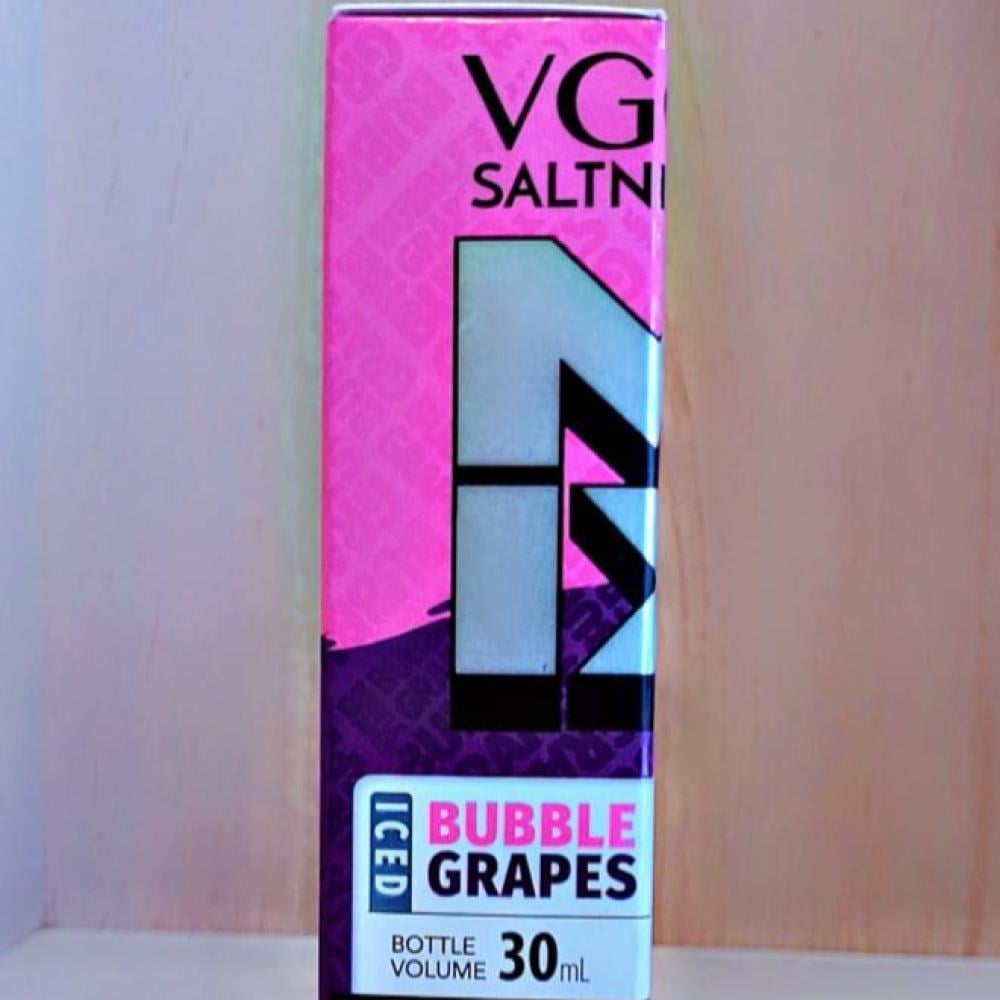 VG
SALTN
ICED
BUBBLE
GRAPES
BOTTLE
VOLUME 30mL